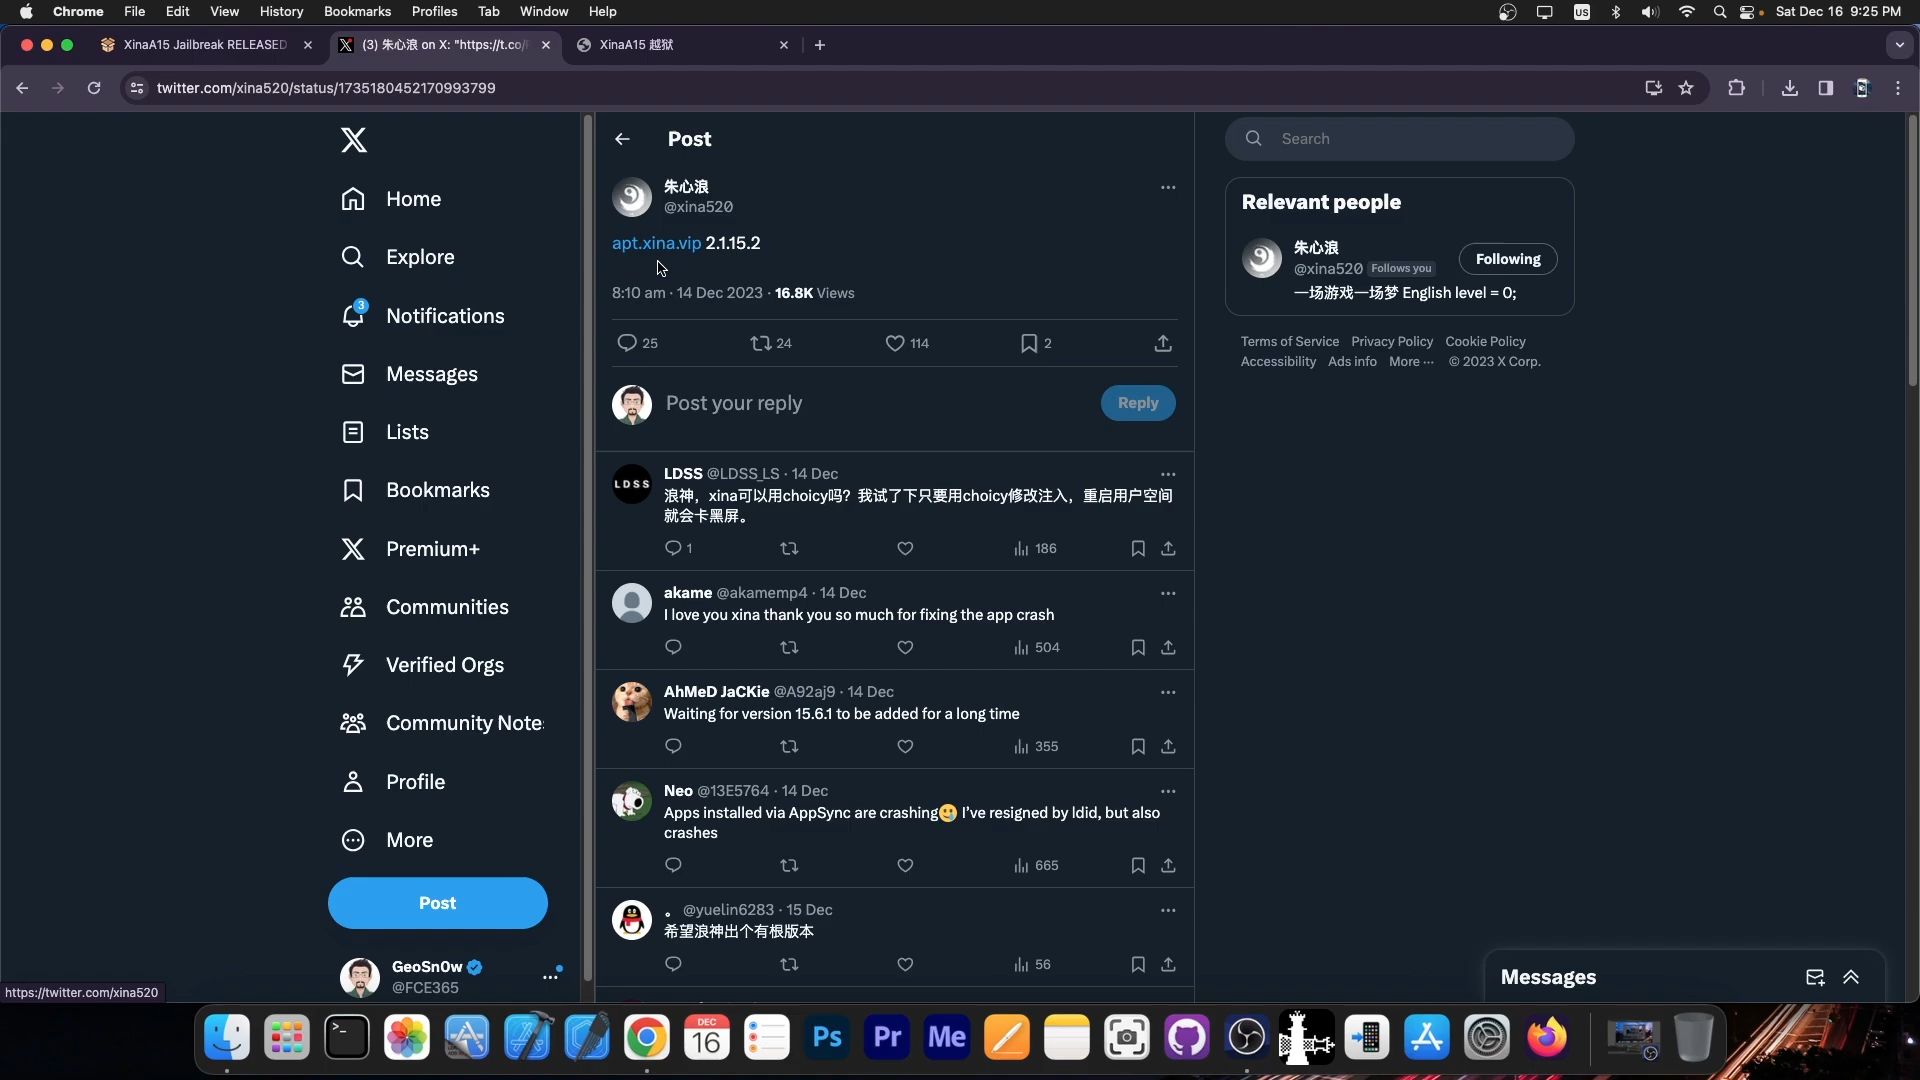 Chrome File Edit View History Bookmarks Profiles Tab Window Help
US
Sat Dec 16 9:25 PM
XinaA15 Jailbreak RELEASED
(3) 朱心浪 on X: "https://t.co/
XinaA15 越狱
twitter.com/xina520/status/1735180452170993799
Home
Explore
3
Notifications
Messages
Lists
Bookmarks
Premium+
Communities
Verified Orgs
Community Note
Profile
More
Post
GeoSn0w
@FCE365
https://twitter.com/xina520
Post
朱心浪
@xina520
apt.xina.vip 2.1.15.2
8:10 am · 14 Dec 2023 · 16.8K Views
25 24 114 2
Post your reply
Reply
LDSS
LDSS @LDSS_LS · 14 Dec
浪神，xina可以用choicy吗？我试了下只要用choicy修改注入，重启用户空间
就会卡黑屏。
1 186
akame @akamemp4 · 14 Dec
I love you xina thank you so much for fixing the app crash
504
AhMeD JaCKie @A92aj9 · 14 Dec
Waiting for version 15.6.1 to be added for a long time
355
Neo @13E5764 · 14 Dec
Apps installed via AppSync are crashing🥲 I've resigned by ldid, but also
crashes
665
。 @yuelin6283 · 15 Dec
希望浪神出个有根版本
56
Search
Relevant people
朱心浪
@xina520 Follows you
Following
一场游戏一场梦 English level = 0;
Terms of Service Privacy Policy Cookie Policy
Accessibility Ads info More ··· © 2023 X Corp.
Messages
DEC
16
Ps
Pr
Me